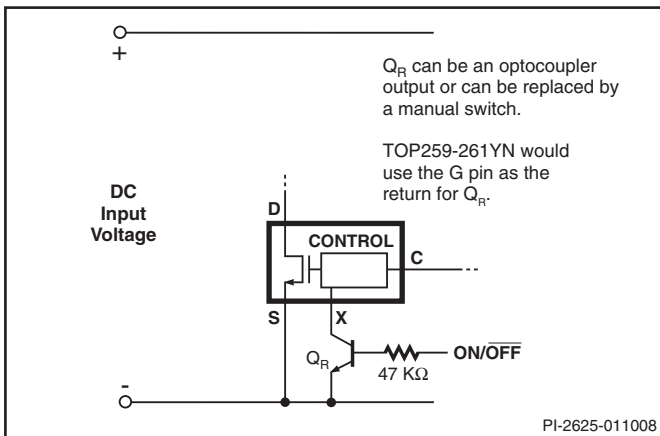 +
Q_R can be an optocoupler
output or can be replaced by
a manual switch.
TOP259-261YN would
use the G pin as the
return for Q_R.
DC
Input
Voltage
D
CONTROL
C
S
X
Q_R
47 KΩ
ON/O̅F̅F̅
-
PI-2625-011008